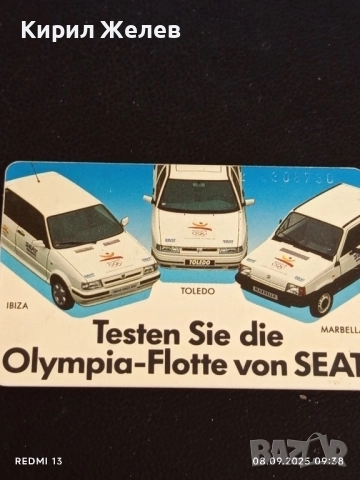 Кирил Желев
IBIZA
TOLEDO
MARBELLA
Testen Sie die
Olympia-Flotte von SEAT
REDMI 13
08.09.2025 09:38
BAZAR